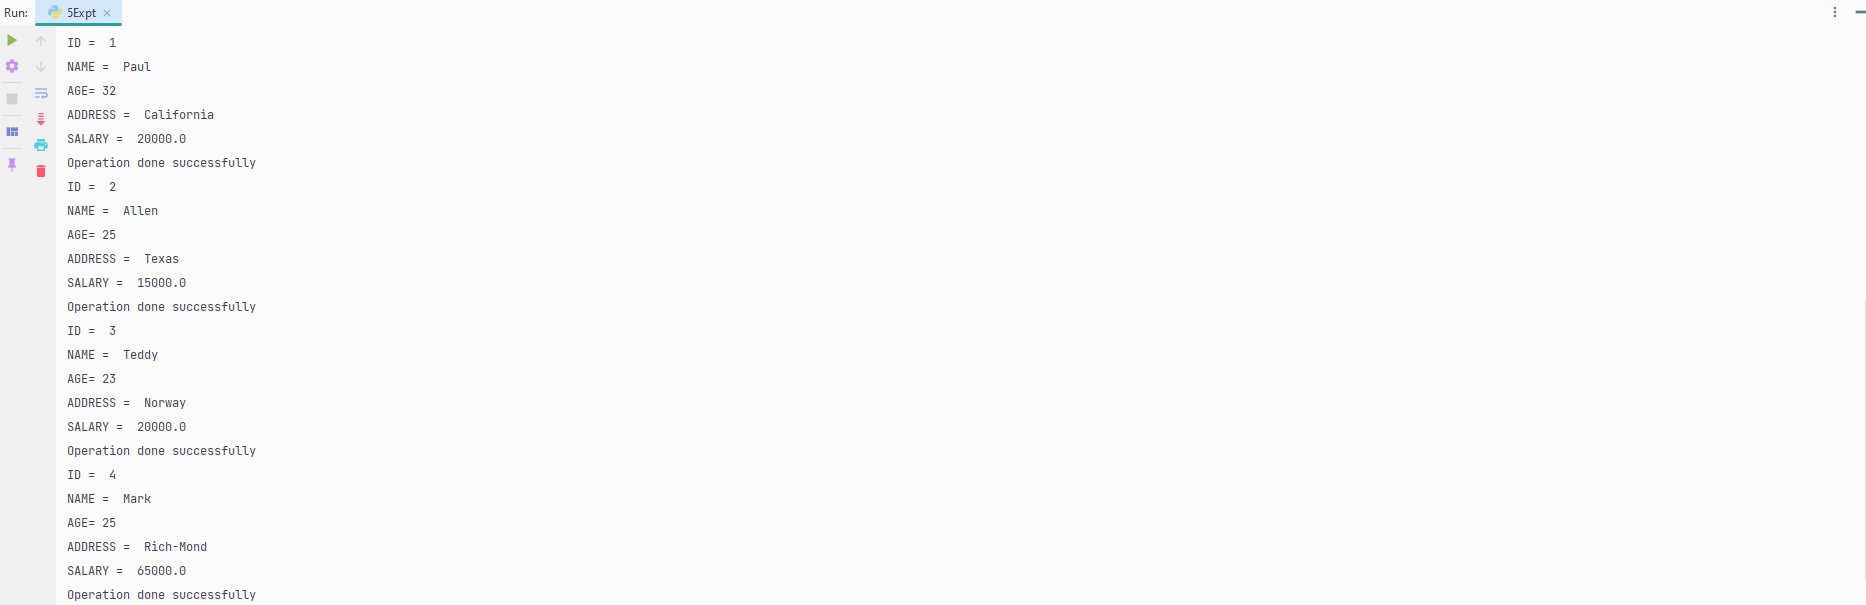 Run: 5Expt
ID =  1
NAME =  Paul
AGE= 32
ADDRESS =  California
SALARY =  20000.0
Operation done successfully
ID =  2
NAME =  Allen
AGE= 25
ADDRESS =  Texas
SALARY =  15000.0
Operation done successfully
ID =  3
NAME =  Teddy
AGE= 23
ADDRESS =  Norway
SALARY =  20000.0
Operation done successfully
ID =  4
NAME =  Mark
AGE= 25
ADDRESS =  Rich-Mond
SALARY =  65000.0
Operation done successfully